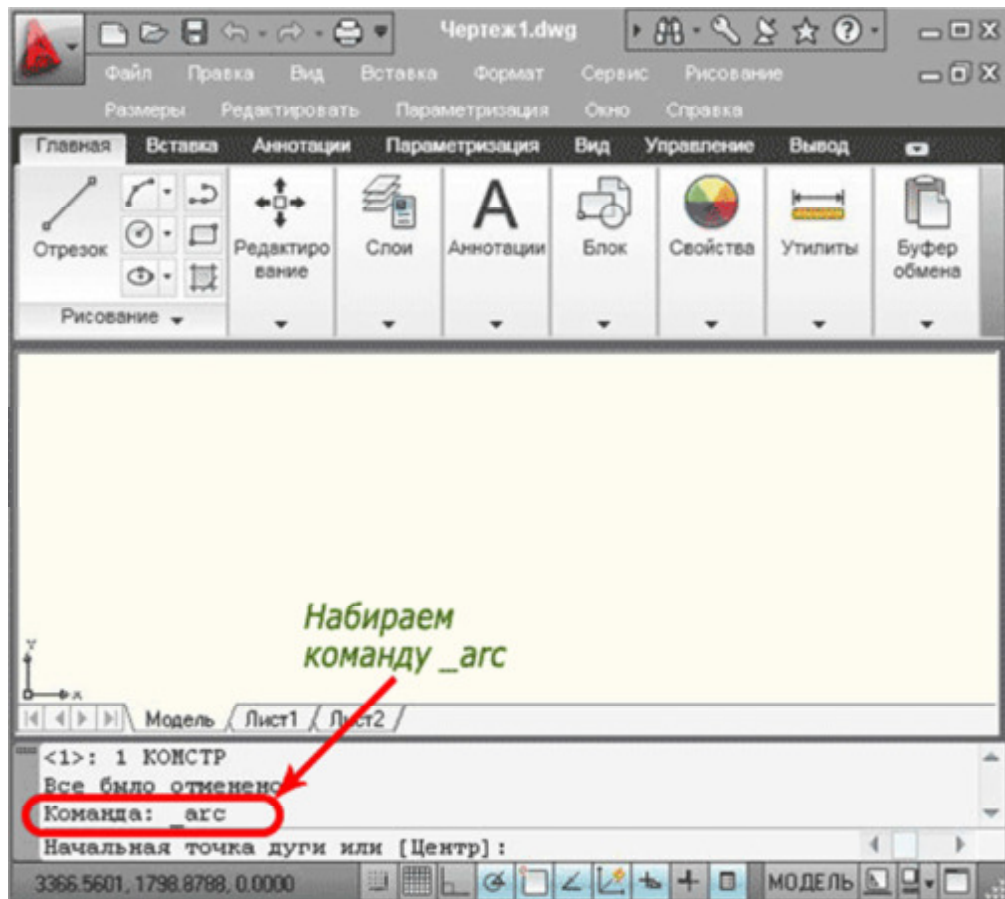 Чертеж1.dwg
Файл Правка Вид Вставка Формат Сервис Рисование
Размеры Редактировать Параметризация Окно Справка
Главная Вставка Аннотации Параметризация Вид Управление Вывод
Отрезок
Редактиро
вание
Слои
Аннотации
Блок
Свойства
Утилиты
Буфер
обмена
Рисование
Набираем
команду _arc
Y
X
Модель Лист1 Лист2
<1>: 1 КОМСТР
Все было отменено
Команда: _arc
Начальная точка дуги или [Центр]:
3366.5601, 1798.8788, 0.0000 МОДЕЛЬ